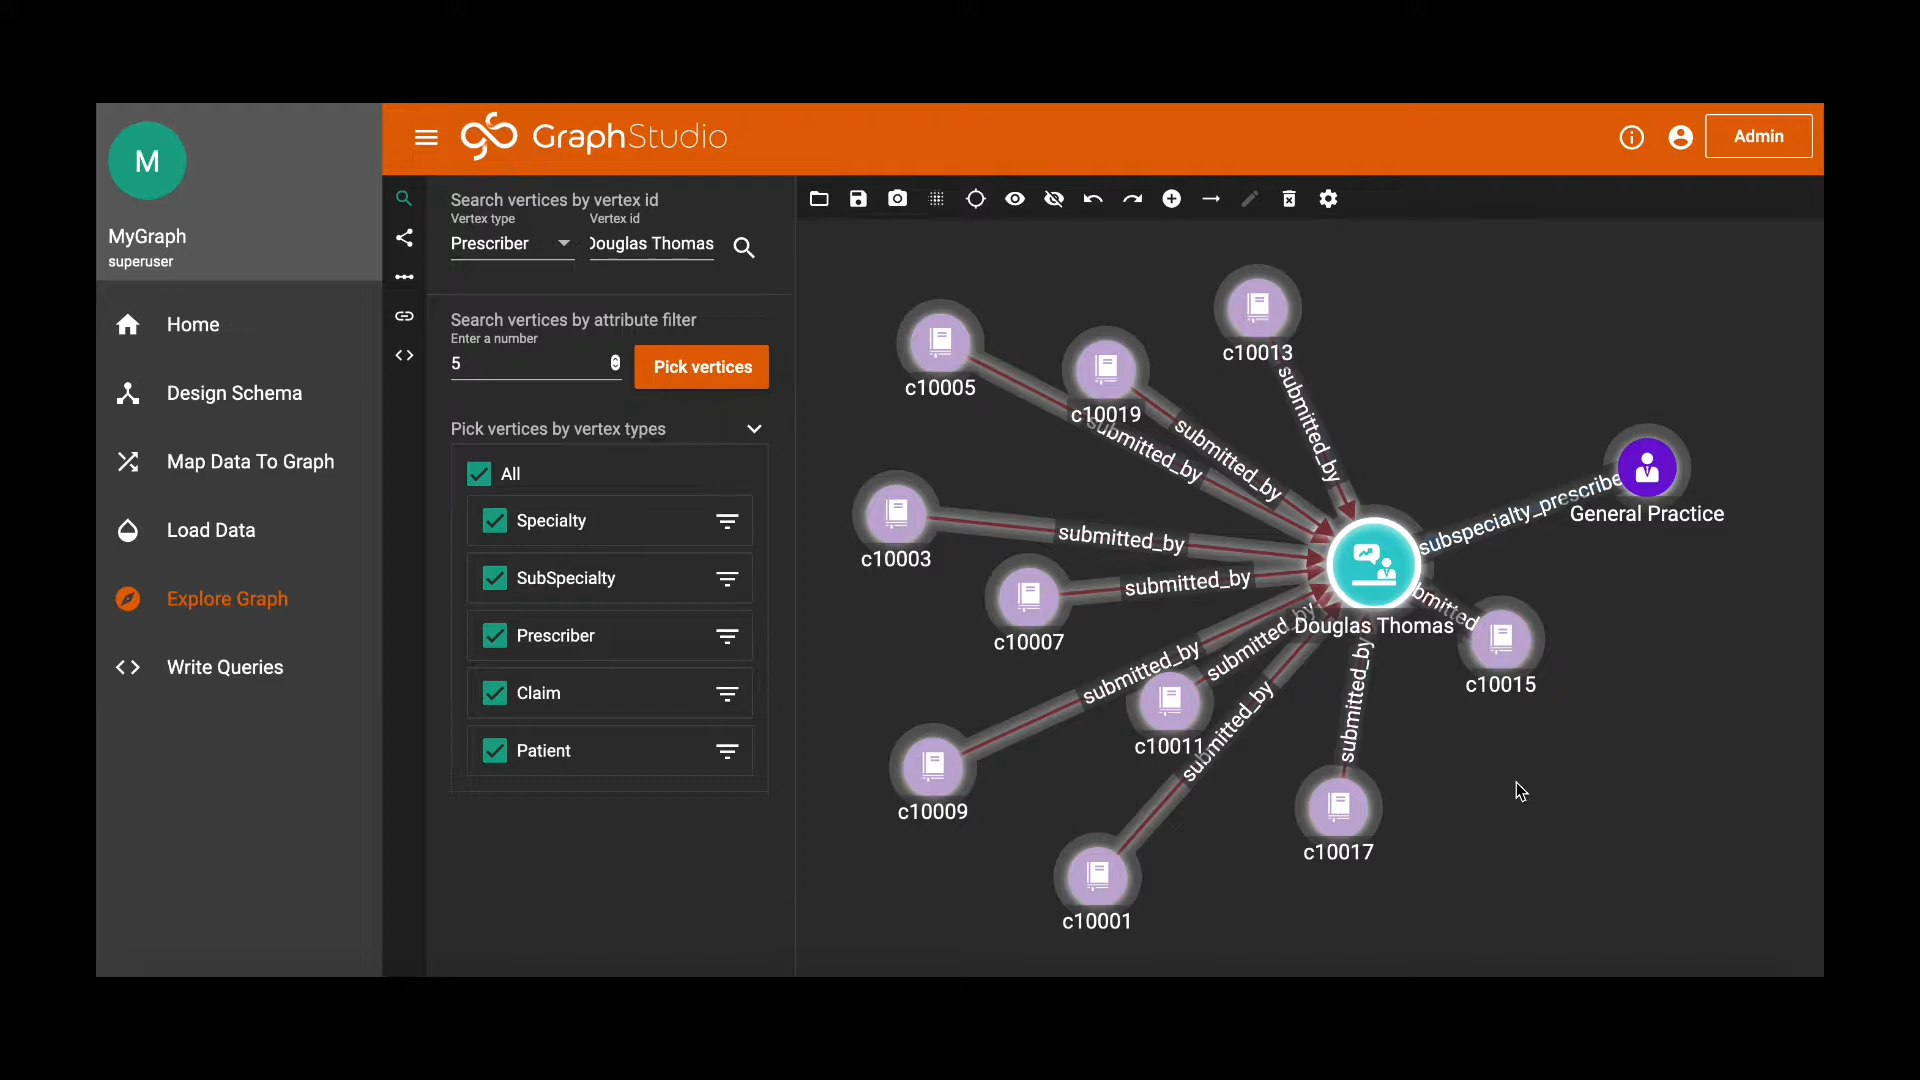 M
MyGraph
superuser
Home
Design Schema
Map Data To Graph
Load Data
Explore Graph
Write Queries
GraphStudio
Admin
Search vertices by vertex id
Vertex type
Vertex id
Prescriber
Douglas Thomas
Search vertices by attribute filter
Enter a number
5
Pick vertices
Pick vertices by vertex types
All
Specialty
SubSpecialty
Prescriber
Claim
Patient
c10013
c10005
c10019
submitted_by
submitted_by
submitted_by
General Practice
subspecialty_prescribe
c10003
submitted_by
c10007
submitted_by
Douglas Thomas
bmitted
c10015
submitted_by
submitted_by
submitted_by
submitted_by
c10011
c10009
c10017
c10001